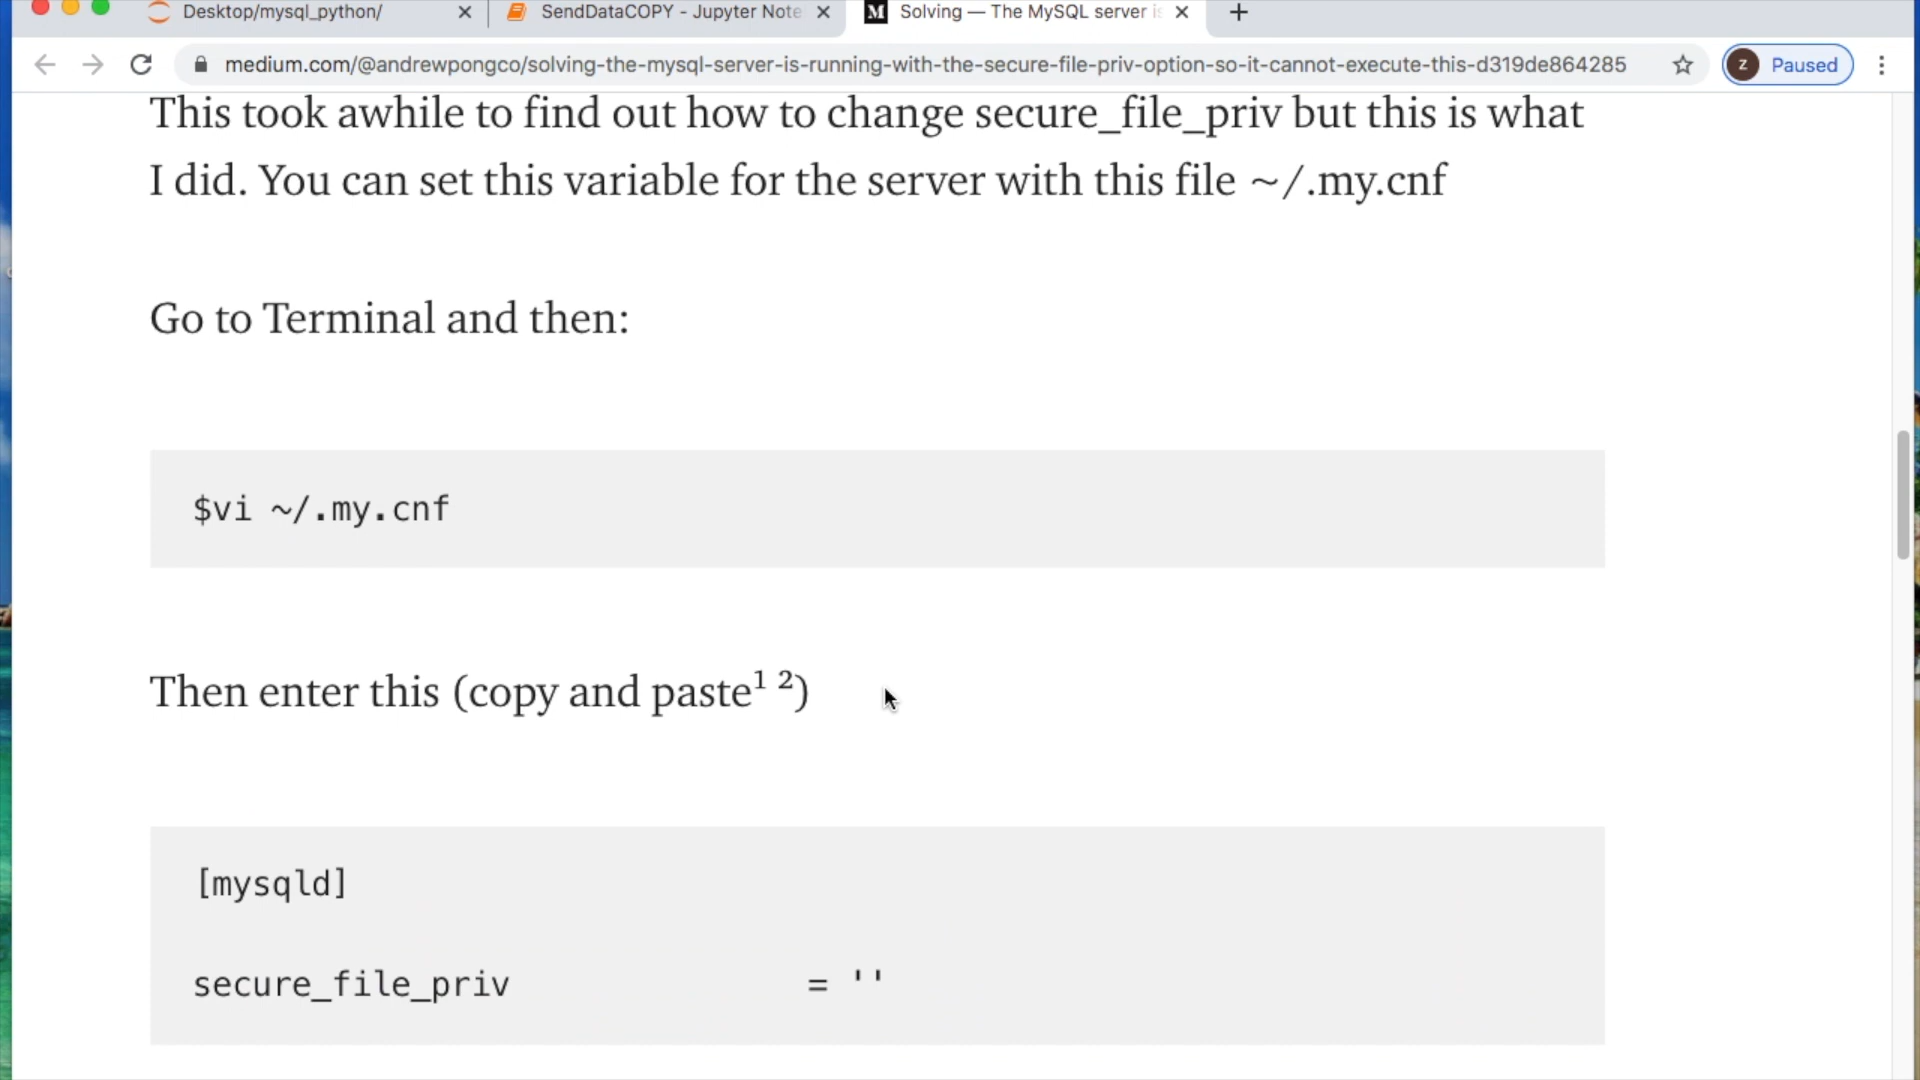 Desktop/mysql_python/
SendDataCOPY - Jupyter Note
M Solving — The MySQL server is
medium.com/@andrewpongco/solving-the-mysql-server-is-running-with-the-secure-file-priv-option-so-it-cannot-execute-this-d319de864285
z Paused
This took awhile to find out how to change secure_file_priv but this is what
I did. You can set this variable for the server with this file ~/.my.cnf
Go to Terminal and then:
$vi ~/.my.cnf
Then enter this (copy and paste¹ ²)
[mysqld]
secure_file_priv = ''